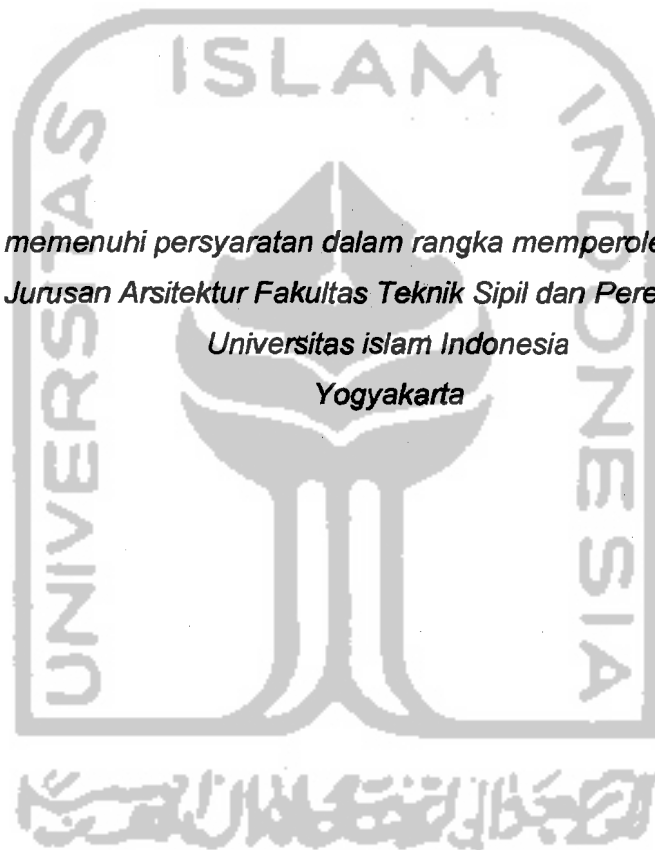 ISLAM
UNIVERSITAS
INDONESIA
memenuhi persyaratan dalam rangka memperole
Jurusan Arsitektur Fakultas Teknik Sipil dan Pere
Universitas islam Indonesia
Yogyakarta